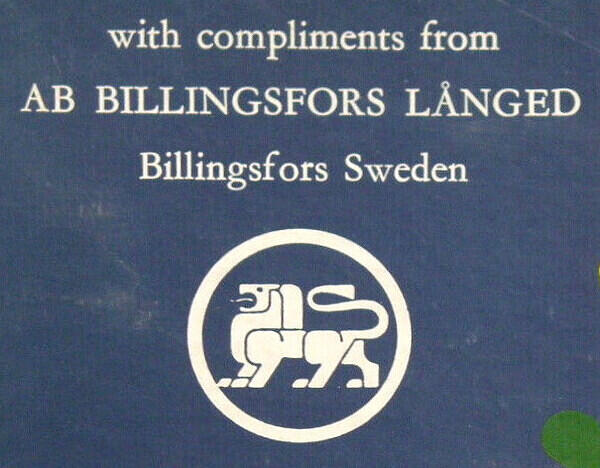 with compliments from
AB BILLINGSFORS LÅNGED
Billingsfors Sweden